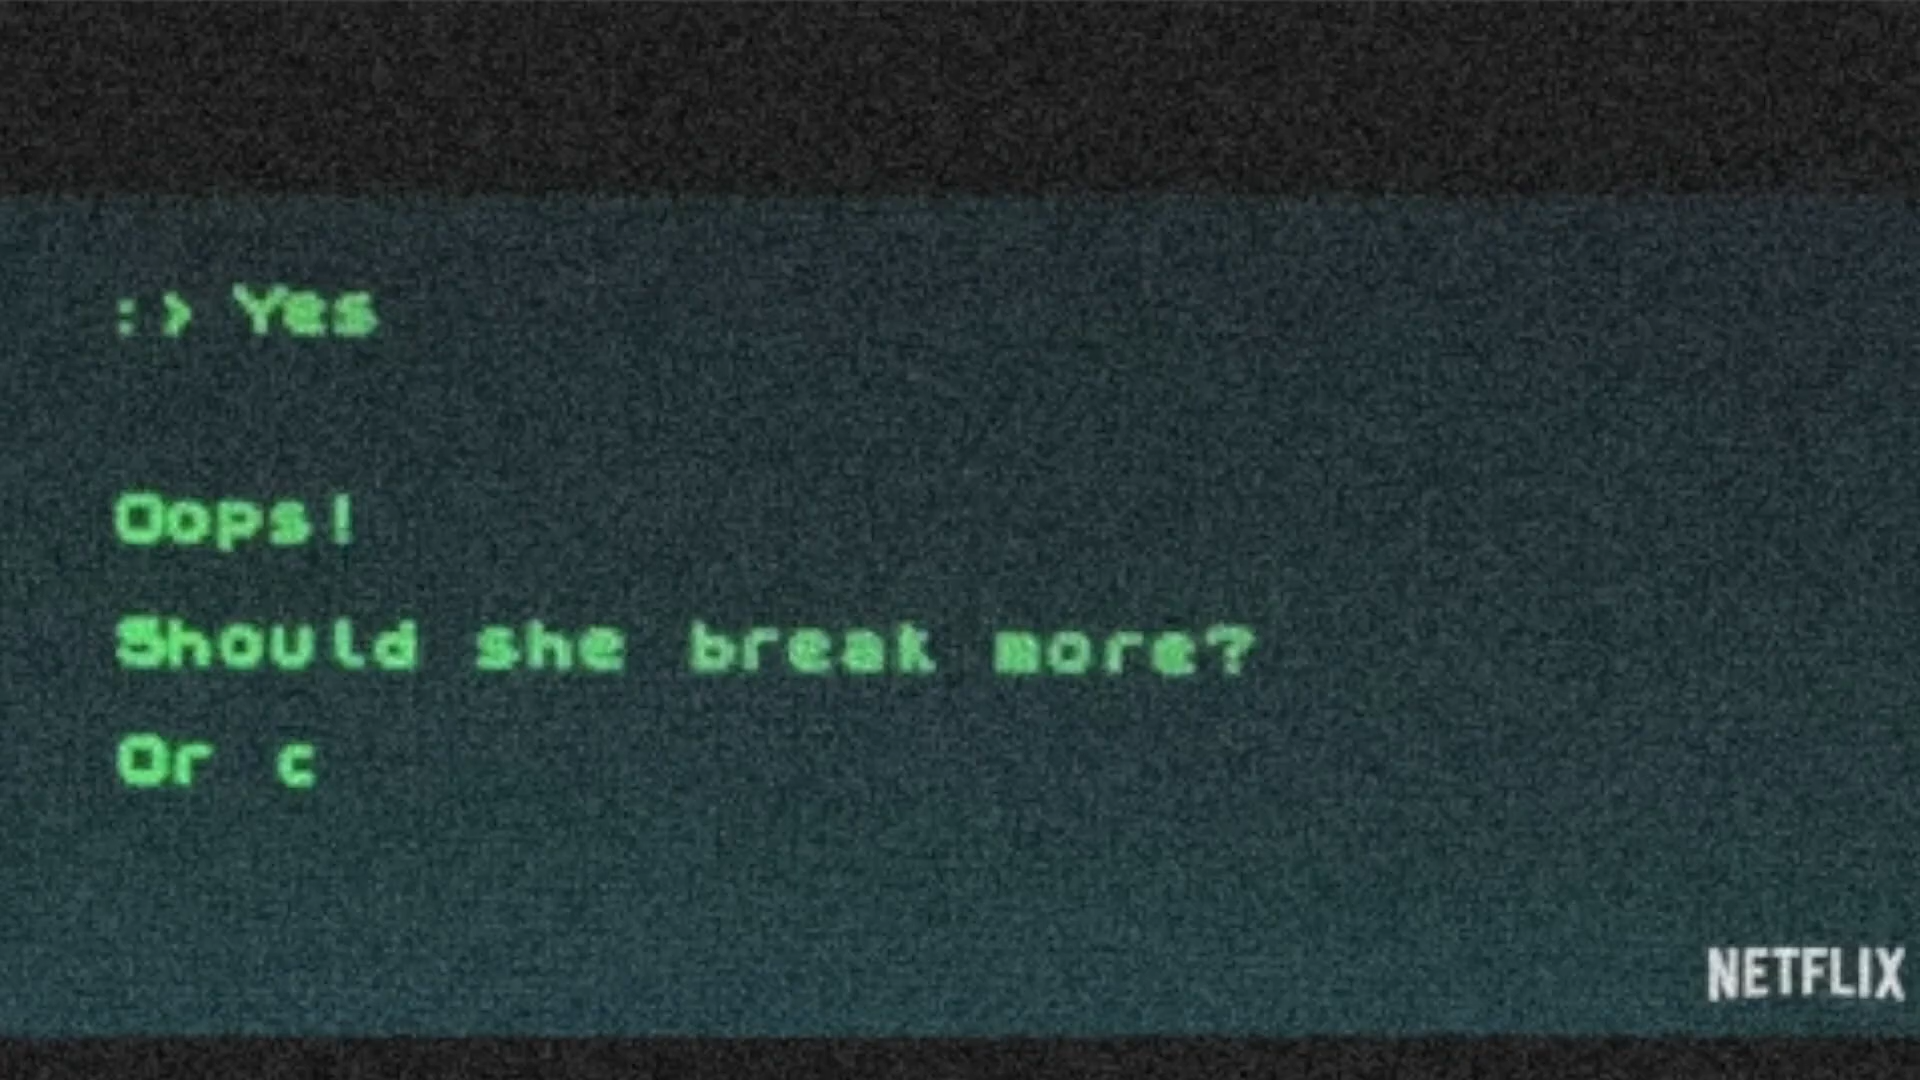 :> Yes
Oops!
Should she break more?
Or c
NETFLIX